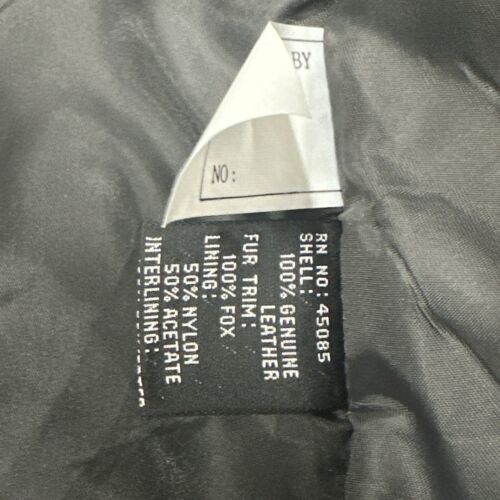 BY
NO:
RN NO: 45085
SHELL:
100% GENUINE
LEATHER
FUR TRIM:
100% FOX
LINING:
50% NYLON
50% ACETATE
INTERLINING: